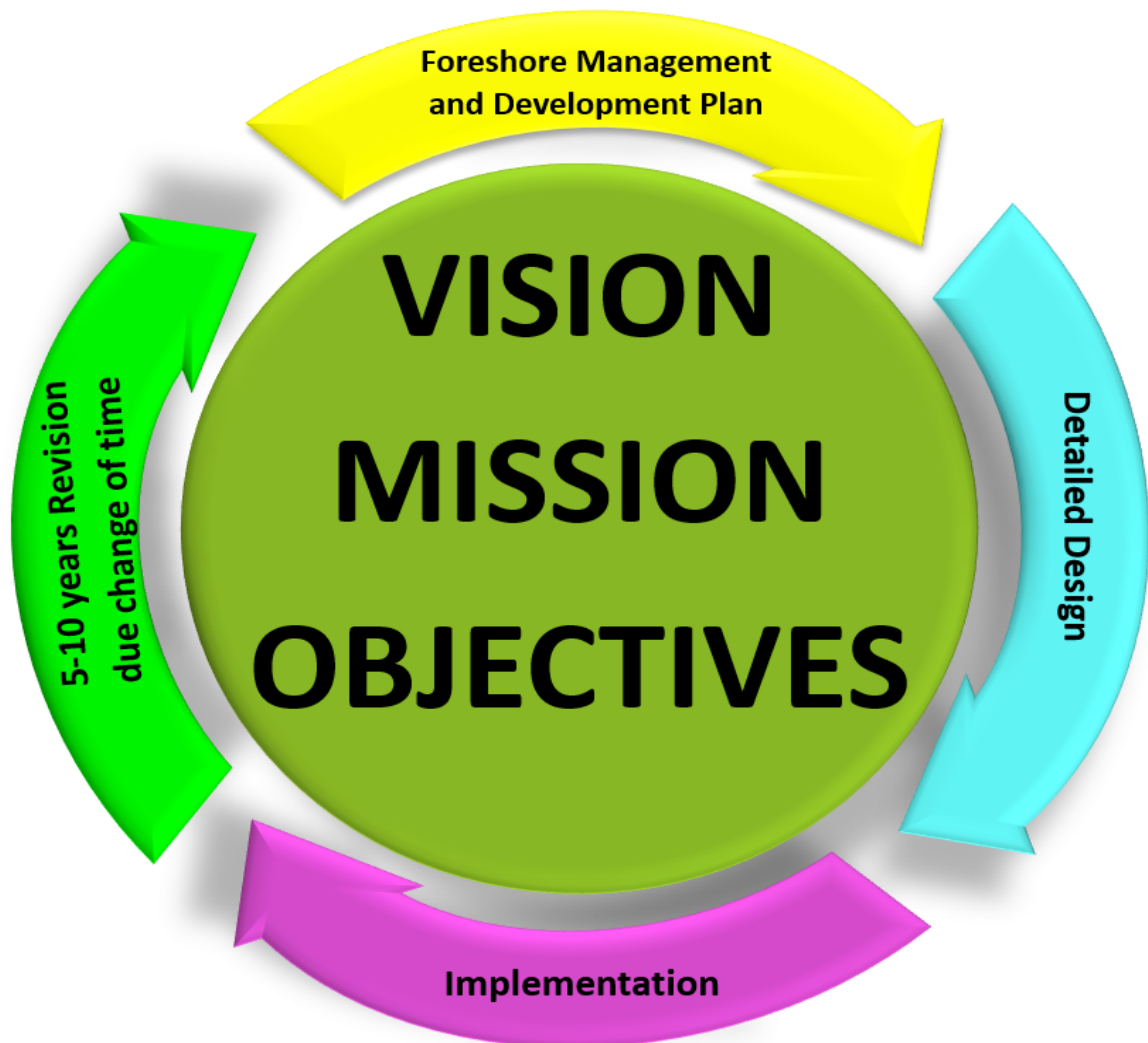 Foreshore Management
and Development Plan
VISION
MISSION
OBJECTIVES
Detailed Design
Implementation
5-10 years Revision
due change of time